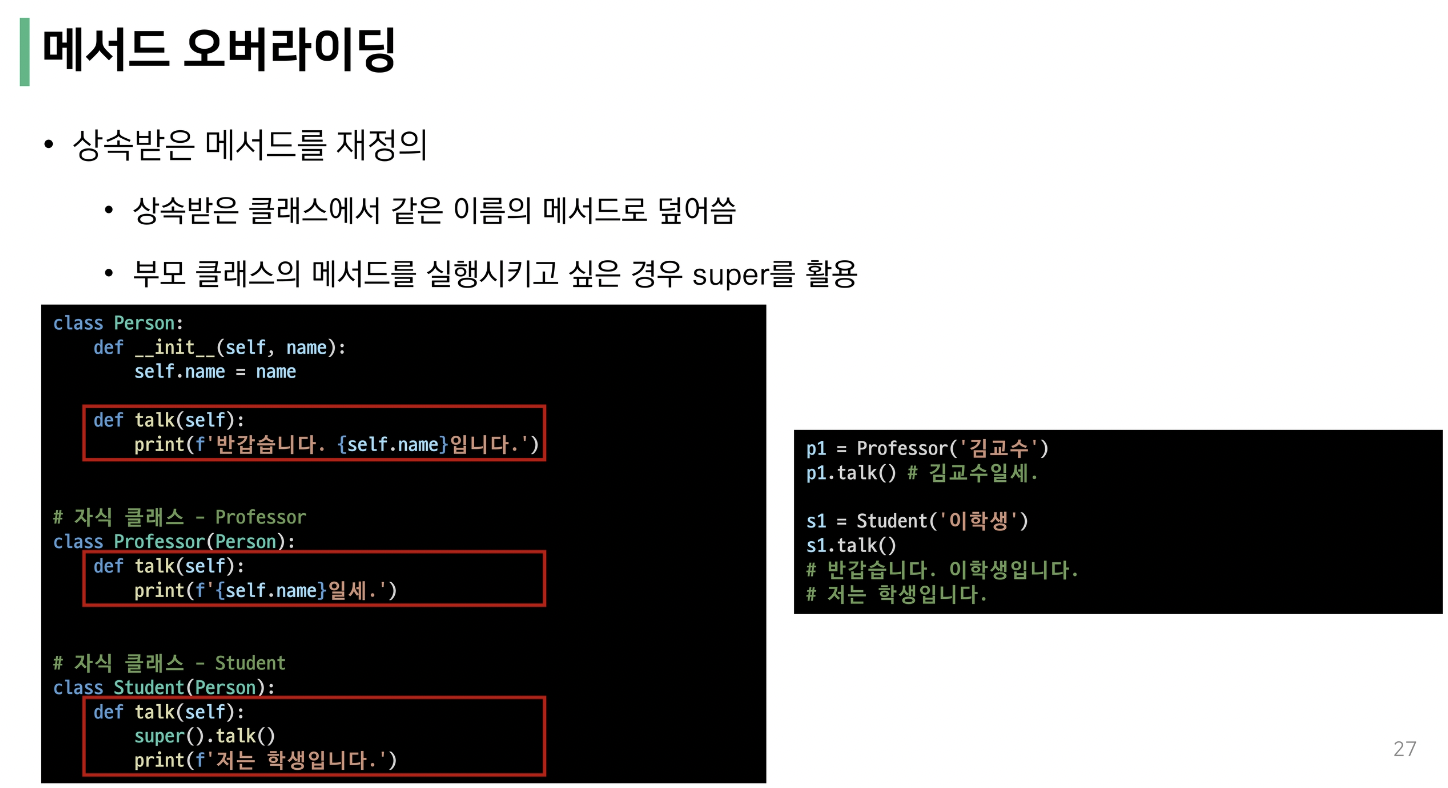 메서드 오버라이딩
• 상속받은 메서드를 재정의
• 상속받은 클래스에서 같은 이름의 메서드로 덮어씀
• 부모 클래스의 메서드를 실행시키고 싶은 경우 super를 활용
class Person:
    def __init__(self, name):
        self.name = name
    def talk(self):
        print(f'반갑습니다. {self.name}입니다.')
# 자식 클래스 - Professor
class Professor(Person):
    def talk(self):
        print(f'{self.name}일세.')
# 자식 클래스 - Student
class Student(Person):
    def talk(self):
        super().talk()
        print(f'저는 학생입니다.')
p1 = Professor('김교수')
p1.talk() # 김교수일세.
s1 = Student('이학생')
s1.talk()
# 반갑습니다. 이학생입니다.
# 저는 학생입니다.
27